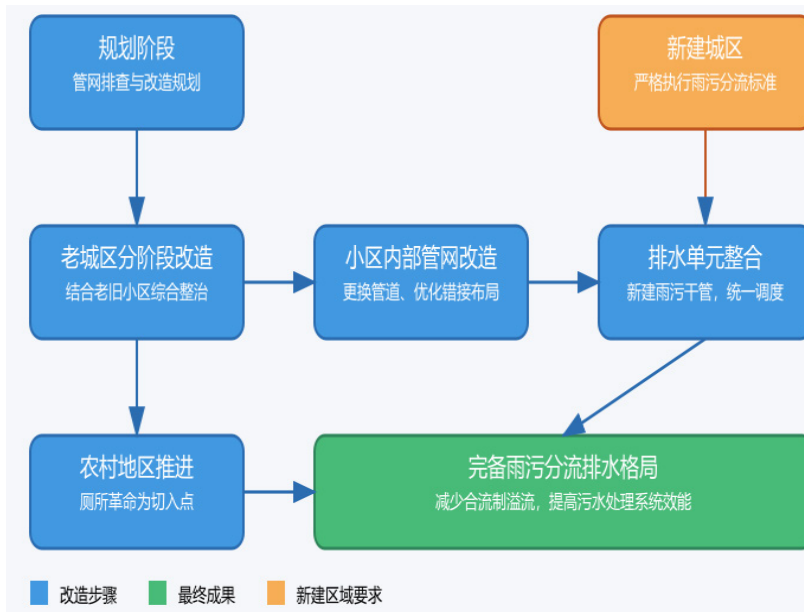 规划阶段
管网排查与改造规划
新建城区
严格执行雨污分流标准
老城区分阶段改造
结合老旧小区综合整治
小区内部管网改造
更换管道、优化错接布局
排水单元整合
新建雨污干管，统一调度
农村地区推进
厕所革命为切入点
完备雨污分流排水格局
减少合流制溢流，提高污水处理系统效能
改造步骤
最终成果
新建区域要求